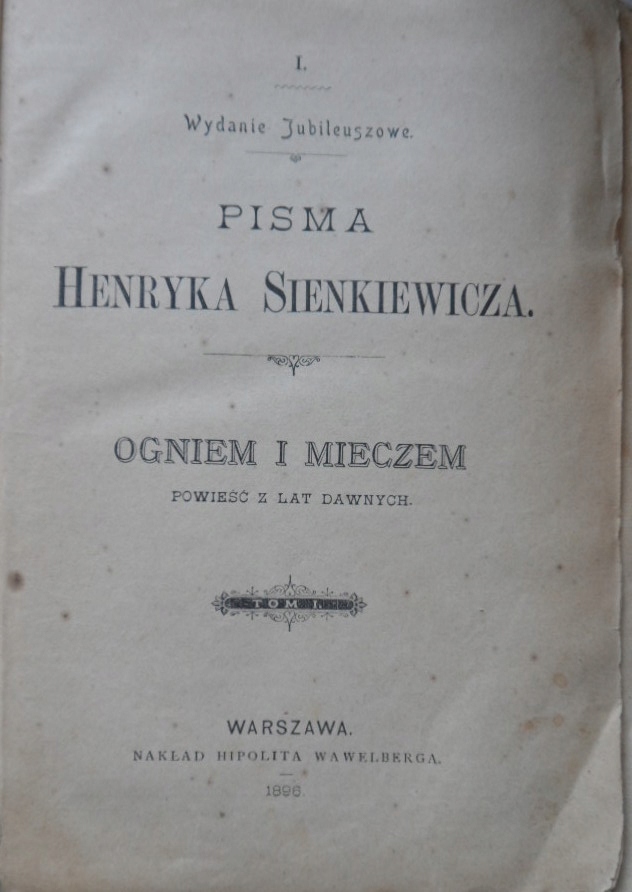 I.
Wydanie Jubileuszowe.
PISMA
HENRYKA SIENKIEWICZA.
OGNIEM I MIECZEM
POWIEŚĆ Z LAT DAWNYCH.
TOM I.
WARSZAWA.
NAKŁAD HIPOLITA WAWELBERGA.
1896.